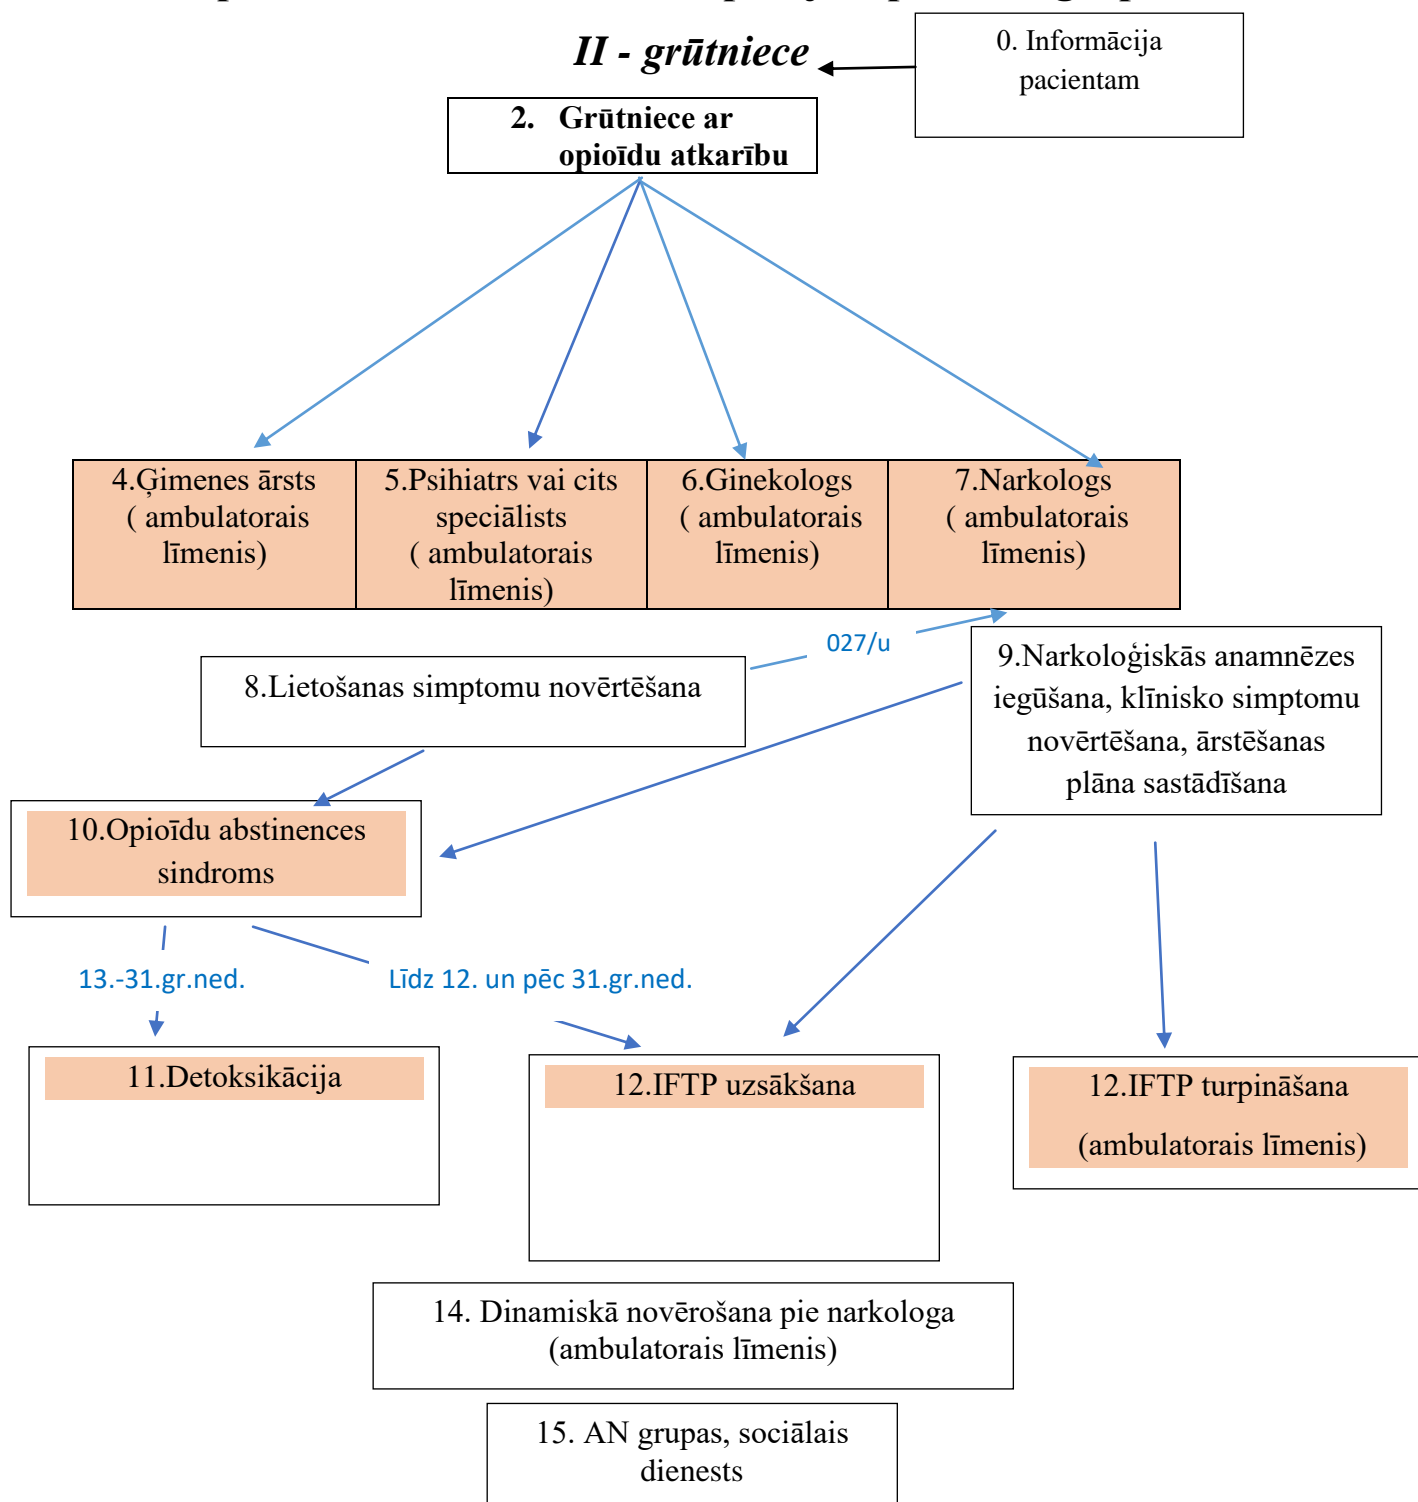 II - grūtniece
0. Informācija
pacientam
2. Grūtniece ar
opioīdu atkarību
4.Ģimenes ārsts
( ambulatorais
līmenis)
5.Psihiatrs vai cits
speciālists
( ambulatorais
līmenis)
6.Ginekologs
( ambulatorais
līmenis)
7.Narkologs
( ambulatorais
līmenis)
027/u
8.Lietošanas simptomu novērtēšana
9.Narkoloģiskās anamnēzes
iegūšana, klīnisko simptomu
novērtēšana, ārstēšanas
plāna sastādīšana
10.Opioīdu abstinences
sindroms
13.-31.gr.ned.
Līdz 12. un pēc 31.gr.ned.
11.Detoksikācija
12.IFTP uzsākšana
12.IFTP turpināšana
(ambulatorais līmenis)
14. Dinamiskā novērošana pie narkologa
(ambulatorais līmenis)
15. AN grupas, sociālais
dienests